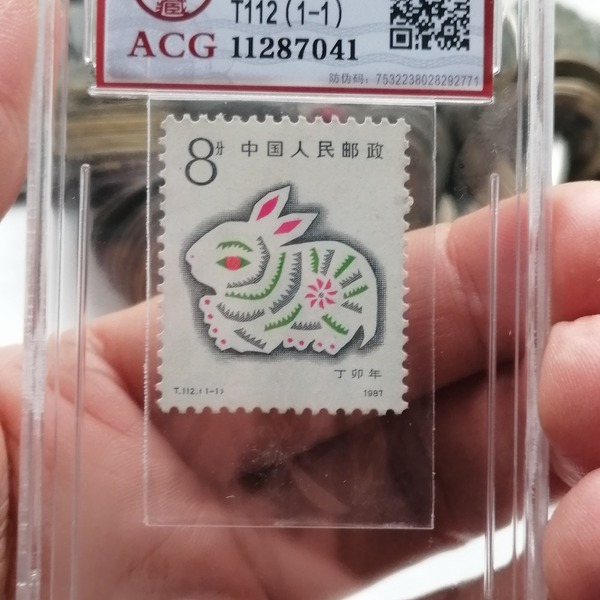 藏
T112 (1-1)
ACG 11287041
防伪码：7532238028292771
8分 中国人民邮政
丁卯年
T.112.(1-1) 1987